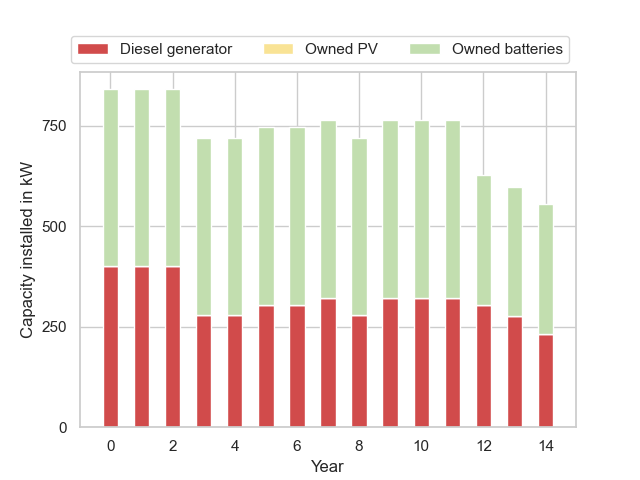 Diesel generator Owned PV Owned batteries
Capacity installed in kW
750
500
250
0
0 2 4 6 8 10 12 14
Year